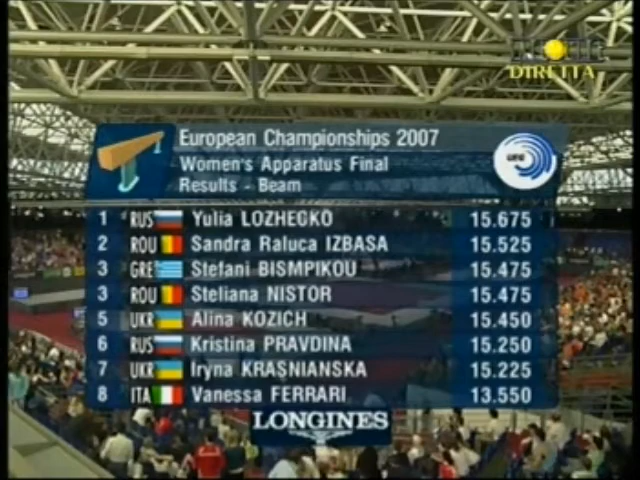 DIRETTA
European Championships 2007
Women's Apparatus Final
Results - Beam
UEG
1 RUS Yulia LOZHECKO 15.675
2 ROU Sandra Raluca IZBASA 15.525
3 GRE Stefani BISMPIKOU 15.475
3 ROU Steliana NISTOR 15.475
5 UKR Alina KOZICH 15.450
6 RUS Kristina PRAVDINA 15.250
7 UKR Iryna KRASNIANSKA 15.225
8 ITA Vanessa FERRARI 13.550
LONGINES